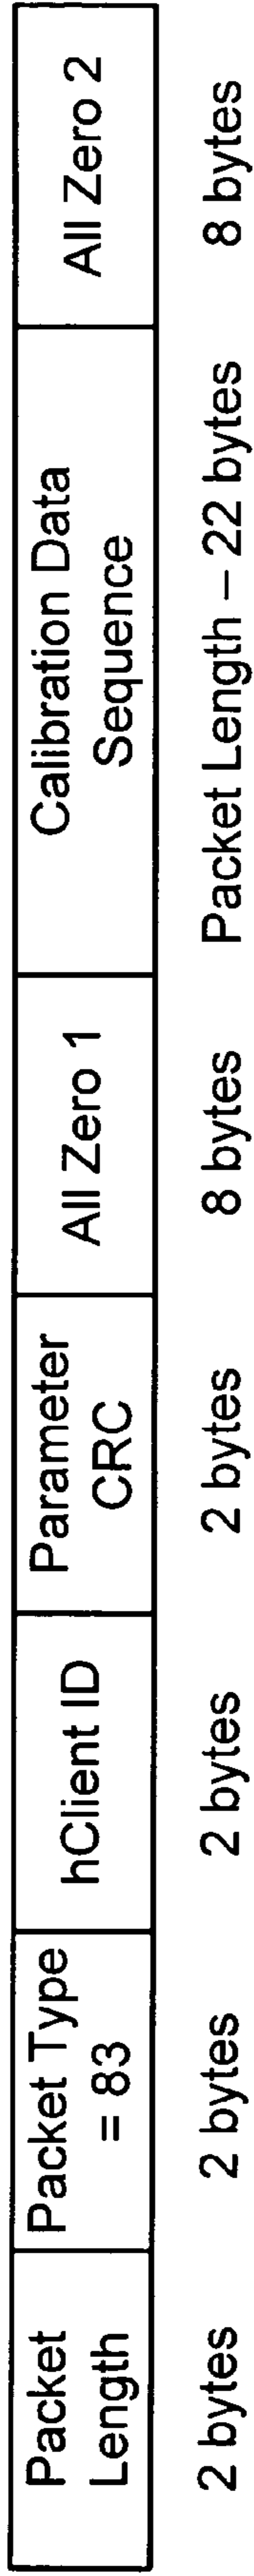 Packet
Length
Packet Type
= 83
hClient ID
Parameter
CRC
All Zero 1
Calibration Data
Sequence
All Zero 2
2 bytes
2 bytes
2 bytes
2 bytes
8 bytes
Packet Length – 22 bytes
8 bytes